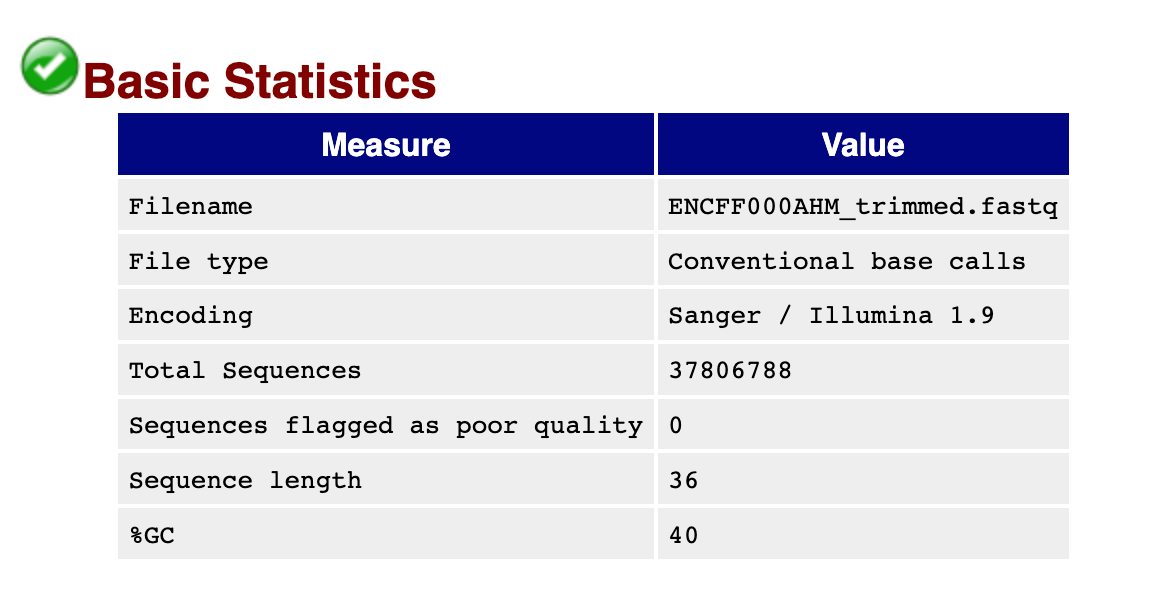 Basic Statistics
Measure Value
Filename ENCFF000AHM_trimmed.fastq
File type Conventional base calls
Encoding Sanger / Illumina 1.9
Total Sequences 37806788
Sequences flagged as poor quality 0
Sequence length 36
%GC 40